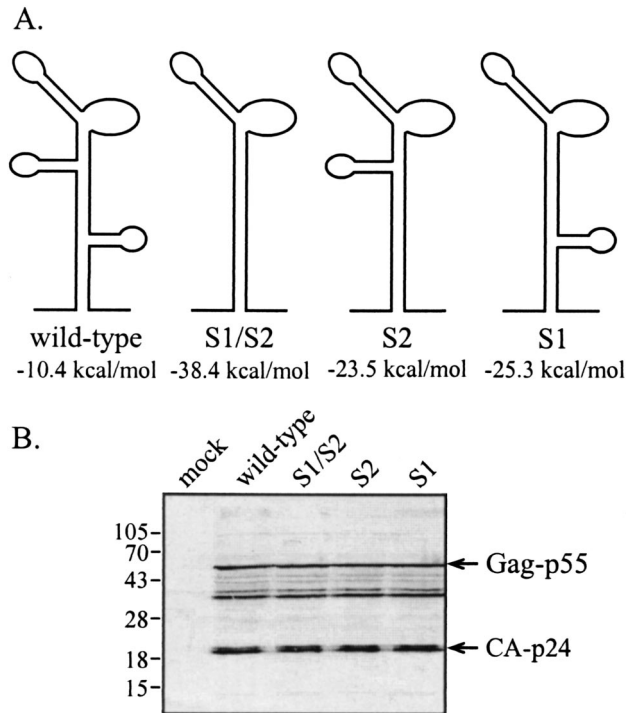 A.
wild-type S1/S2 S2 S1
-10.4 kcal/mol -38.4 kcal/mol -23.5 kcal/mol -25.3 kcal/mol
B.
mock wild-type S1/S2 S2 S1
105
70
Gag-p55
43
28
CA-p24
18
15